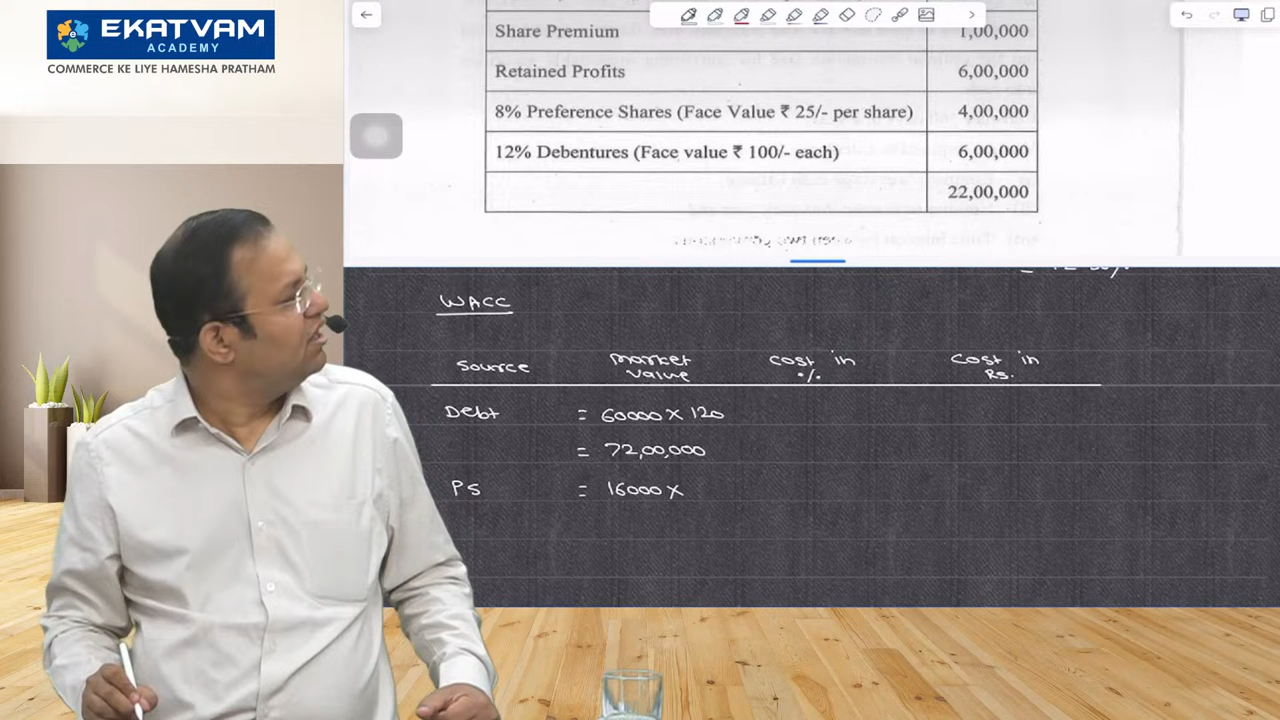 EKATVAM
ACADEMY
COMMERCE KE LIYE HAMESHA PRATHAM
Share Premium 1,00,000
Retained Profits 6,00,000
8% Preference Shares (Face Value ₹ 25/- per share) 4,00,000
12% Debentures (Face value ₹ 100/- each) 6,00,000
22,00,000
WACC
Source Market Value Cost in % Cost in Rs.
Debt = 60000 X 120
= 72,00,000
PS = 16000 X